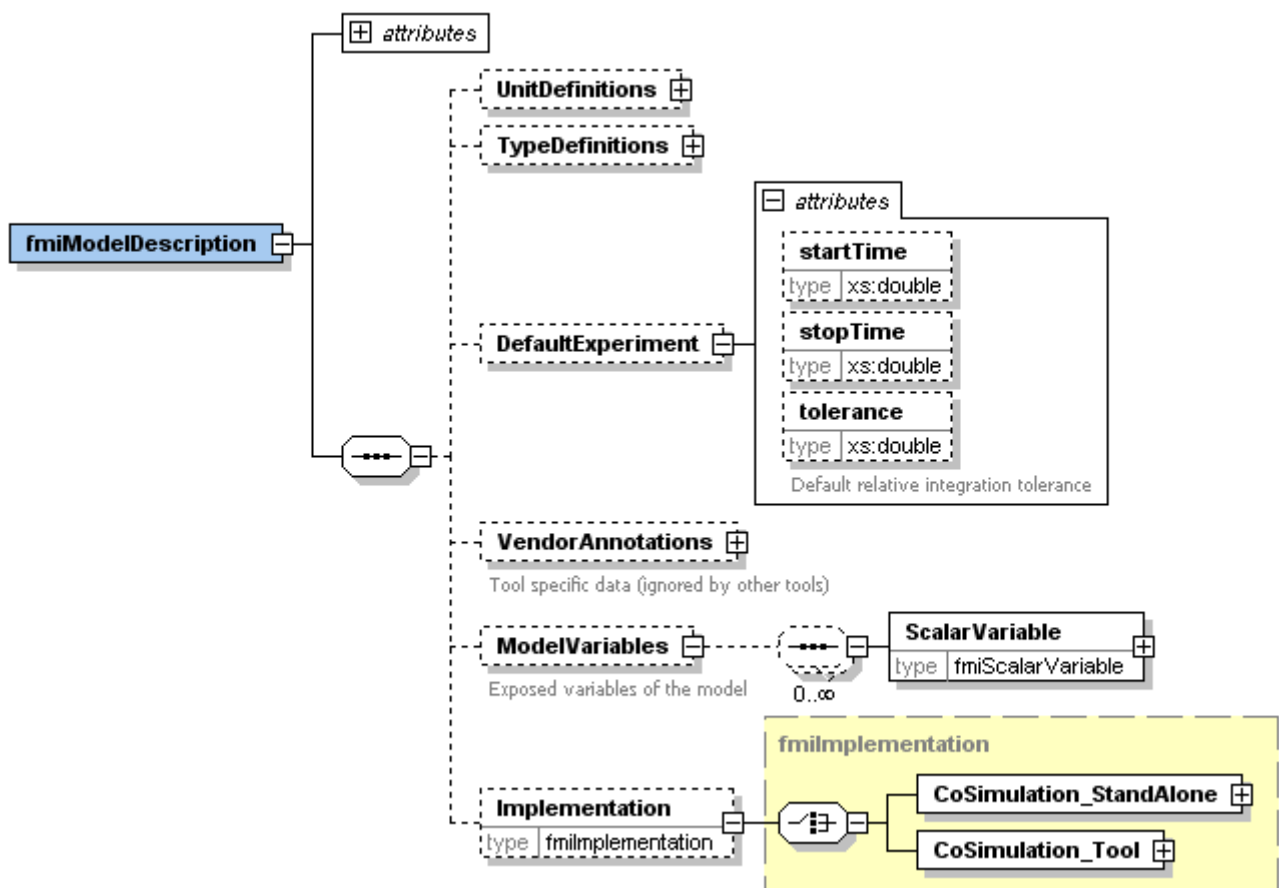 attributes
UnitDefinitions
TypeDefinitions
attributes
fmiModelDescription
startTime
type xs:double
DefaultExperiment
stopTime
type xs:double
tolerance
type xs:double
Default relative integration tolerance
VendorAnnotations
Tool specific data (ignored by other tools)
ModelVariables
Exposed variables of the model
0..∞
ScalarVariable
type fmiScalarVariable
fmiImplementation
Implementation
type fmiImplementation
CoSimulation_StandAlone
CoSimulation_Tool